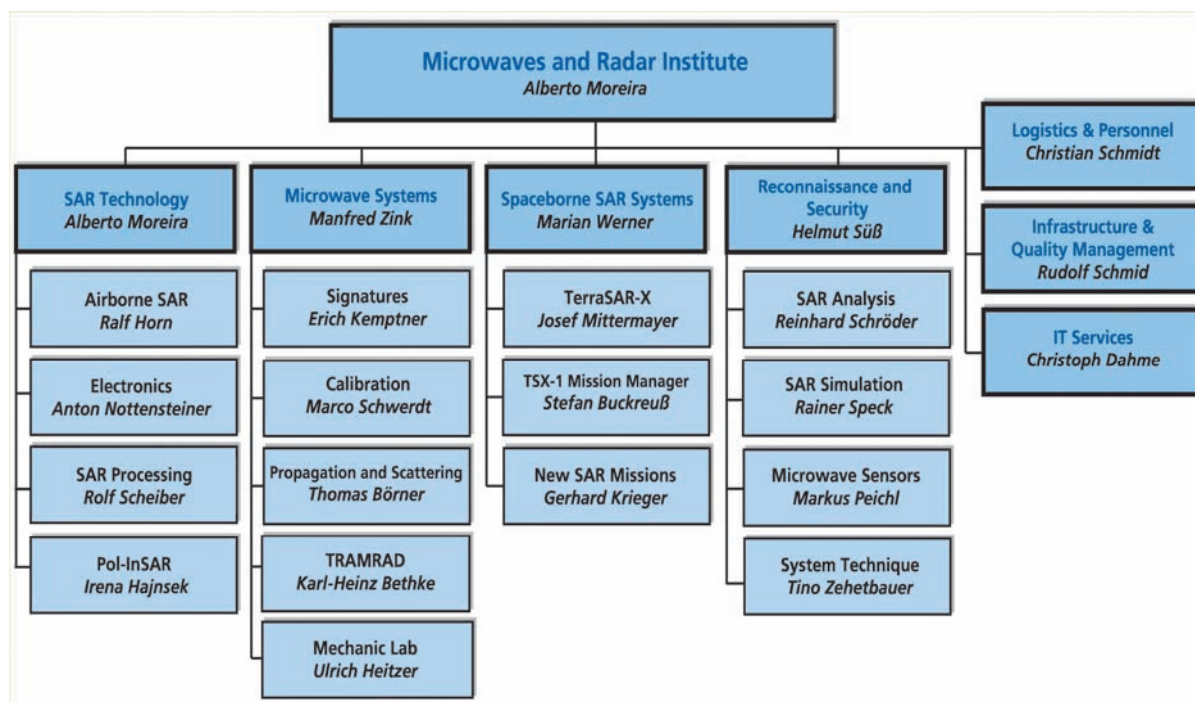 Microwaves and Radar Institute
Alberto Moreira
Logistics & Personnel
Christian Schmidt
Infrastructure &
Quality Management
Rudolf Schmid
IT Services
Christoph Dahme
SAR Technology
Alberto Moreira
Airborne SAR
Ralf Horn
Electronics
Anton Nottensteiner
SAR Processing
Rolf Scheiber
Pol-InSAR
Irena Hajnsek
Microwave Systems
Manfred Zink
Signatures
Erich Kemptner
Calibration
Marco Schwerdt
Propagation and Scattering
Thomas Börner
TRAMRAD
Karl-Heinz Bethke
Mechanic Lab
Ulrich Heitzer
Spaceborne SAR Systems
Marian Werner
TerraSAR-X
Josef Mittermayer
TSX-1 Mission Manager
Stefan Buckreuß
New SAR Missions
Gerhard Krieger
Reconnaissance and
Security
Helmut Süß
SAR Analysis
Reinhard Schröder
SAR Simulation
Rainer Speck
Microwave Sensors
Markus Peichl
System Technique
Tino Zehetbauer